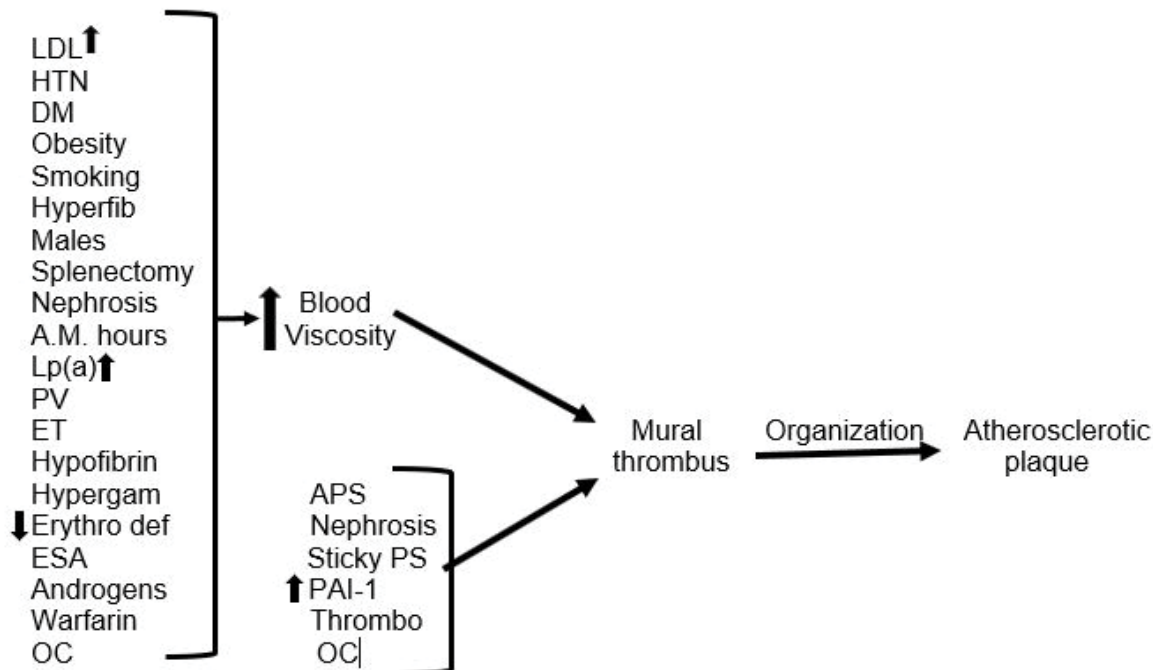 LDL
HTN
DM
Obesity
Smoking
Hyperfib
Males
Splenectomy
Nephrosis
A.M. hours
Lp(a)
PV
ET
Hypofibrin
Hypergam
Erythro def
ESA
Androgens
Warfarin
OC
Blood
Viscosity
APS
Nephrosis
Sticky PS
PAI-1
Thrombo
OC
Mural
thrombus
Organization
Atherosclerotic
plaque